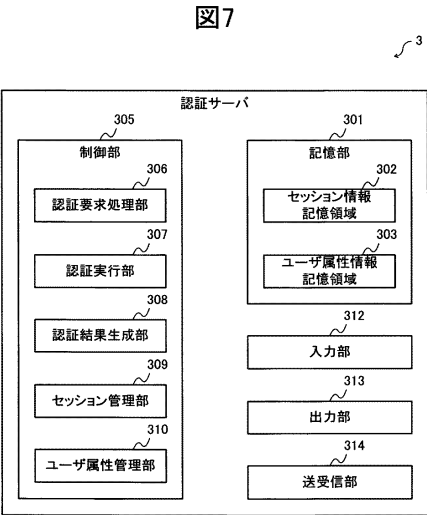 図7
3
認証サーバ
305
制御部
306
認証要求処理部
307
認証実行部
308
認証結果生成部
309
セッション管理部
310
ユーザ属性管理部
301
記憶部
302
セッション情報
記憶領域
303
ユーザ属性情報
記憶領域
312
入力部
313
出力部
314
送受信部